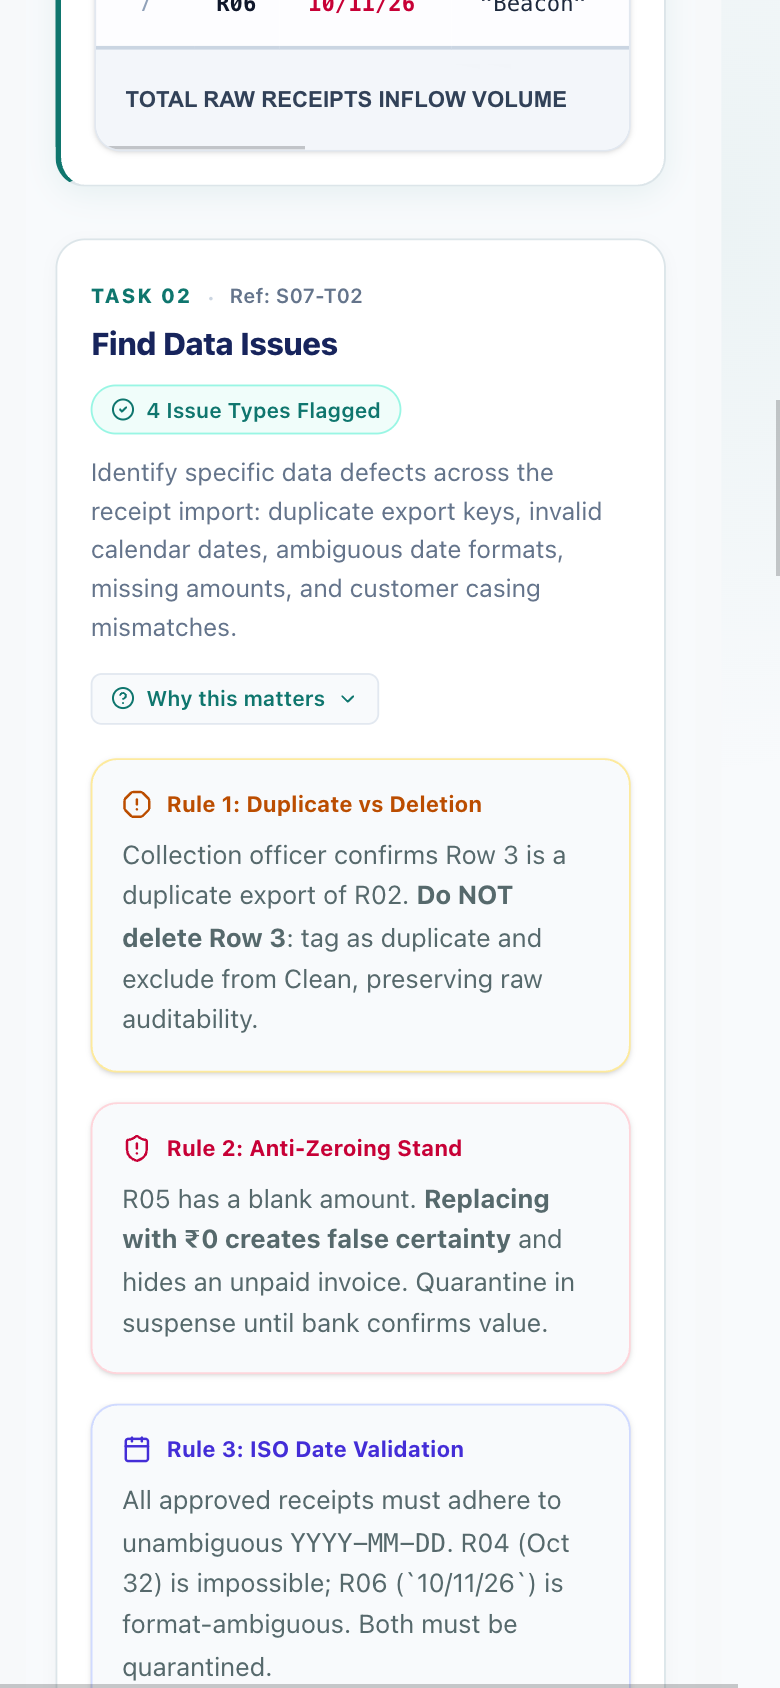 7 R06 10/11/26 "Beacon"
TOTAL RAW RECEIPTS INFLOW VOLUME
TASK 02 · Ref: S07-T02
Find Data Issues
4 Issue Types Flagged
Identify specific data defects across the
receipt import: duplicate export keys, invalid
calendar dates, ambiguous date formats,
missing amounts, and customer casing
mismatches.
Why this matters
Rule 1: Duplicate vs Deletion
Collection officer confirms Row 3 is a
duplicate export of R02. Do NOT
delete Row 3: tag as duplicate and
exclude from Clean, preserving raw
auditability.
Rule 2: Anti-Zeroing Stand
R05 has a blank amount. Replacing
with ₹0 creates false certainty and
hides an unpaid invoice. Quarantine in
suspense until bank confirms value.
Rule 3: ISO Date Validation
All approved receipts must adhere to
unambiguous YYYY–MM–DD. R04 (Oct
32) is impossible; R06 (`10/11/26`) is
format-ambiguous. Both must be
quarantined.